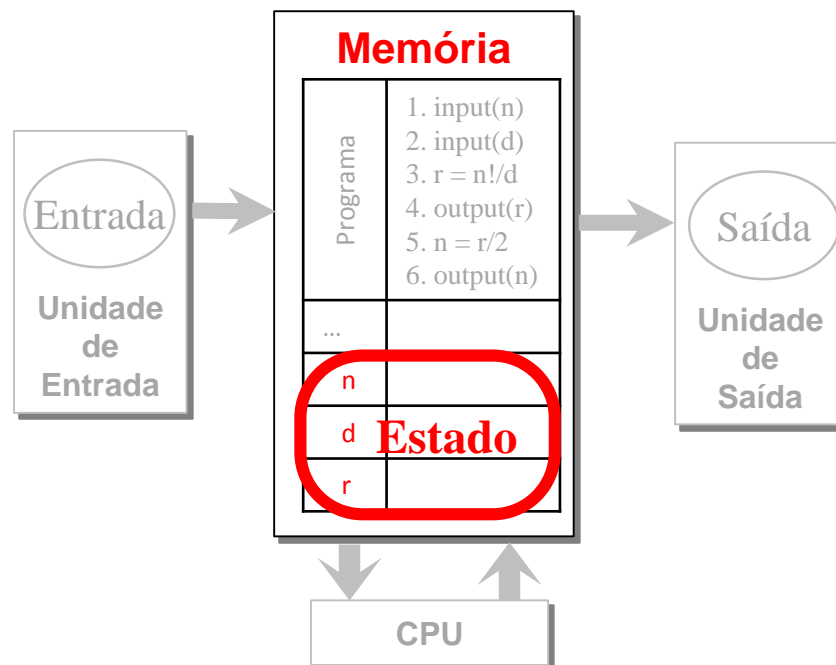 Memória
Programa
1. input(n)
2. input(d)
3. r = n!/d
4. output(r)
5. n = r/2
6. output(n)
...
n
d
Estado
r
Entrada
Unidade
de
Entrada
Saída
Unidade
de
Saída
CPU